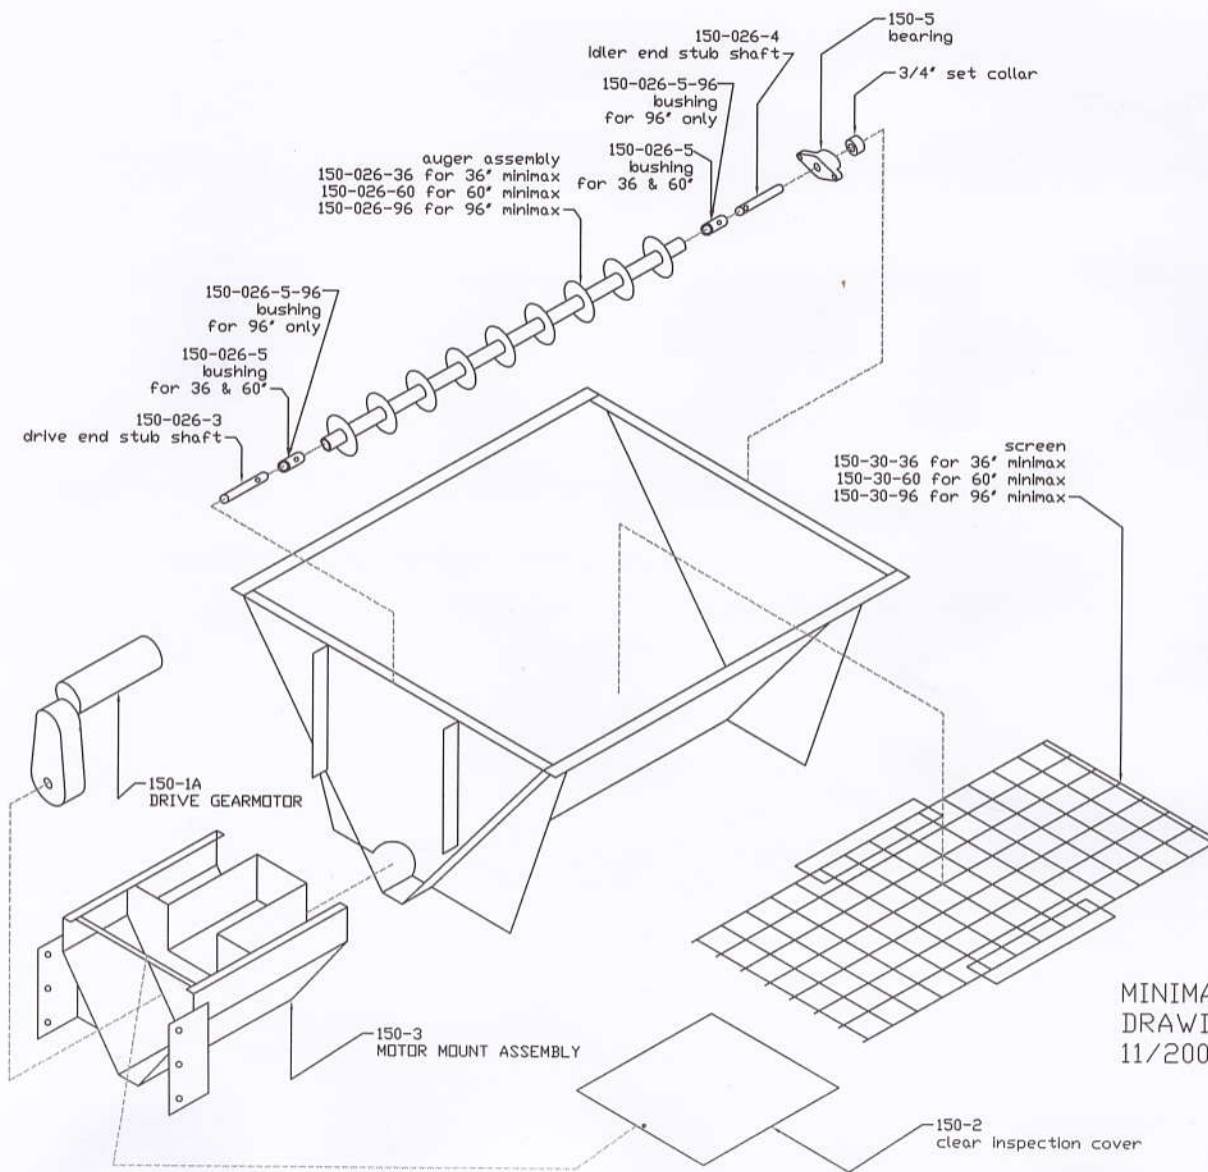 150-5
bearing
150-026-4
idler end stub shaft
3/4" set collar
150-026-5-96
bushing
for 96" only
150-026-5
bushing
for 36 & 60"
auger assembly
150-026-36 for 36" minimax
150-026-60 for 60" minimax
150-026-96 for 96" minimax
150-026-5-96
bushing
for 96" only
150-026-5
bushing
for 36 & 60"
150-026-3
drive end stub shaft
screen
150-30-36 for 36" minimax
150-30-60 for 60" minimax
150-30-96 for 96" minimax
150-1A
DRIVE GEARMOTOR
150-3
MOTOR MOUNT ASSEMBLY
MINIMA
DRAWI
11/200
150-2
clear inspection cover